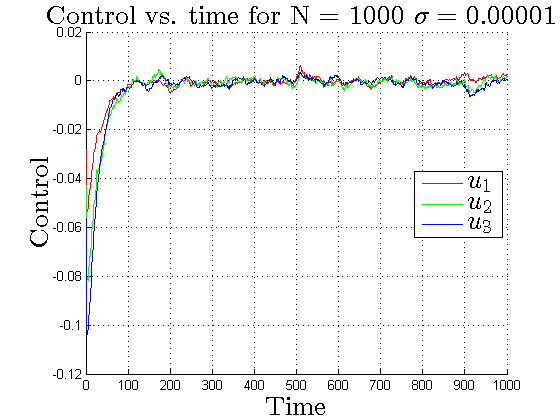 Control vs. time for N = 1000 σ = 0.00001
0.02
0
-0.02
-0.04
-0.06
-0.08
-0.1
-0.12
Control
u1
u2
u3
0 100 200 300 400 500 600 700 800 900 1000
Time